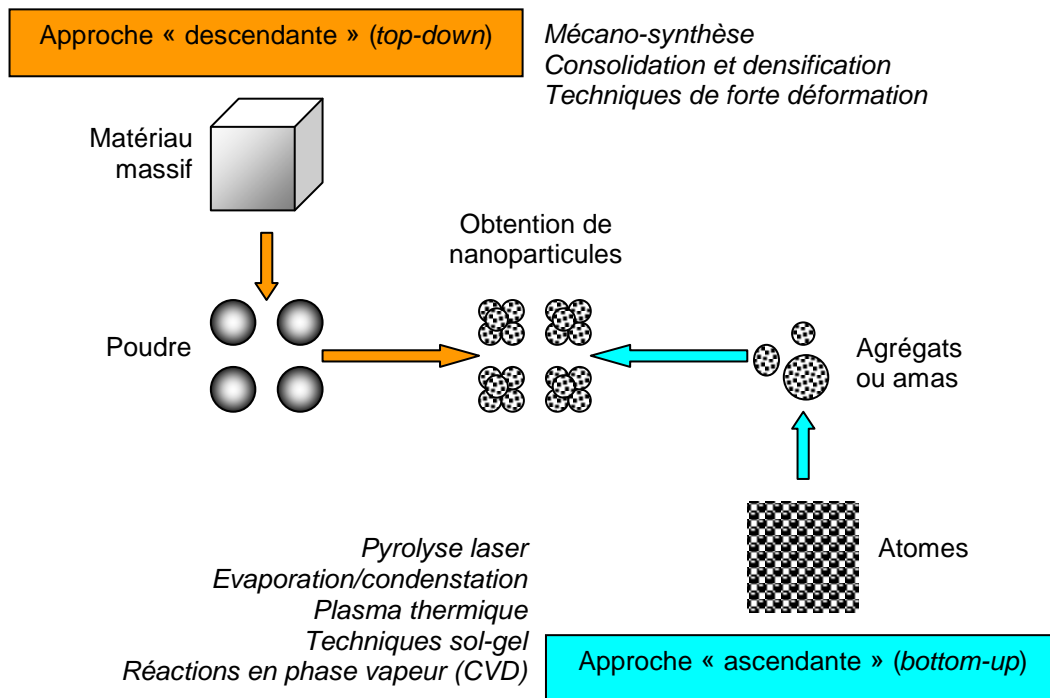 Approche « descendante » (top-down)
Mécano-synthèse
Consolidation et densification
Techniques de forte déformation
Matériau
massif
Obtention de
nanoparticules
Poudre
Agrégats
ou amas
Atomes
Pyrolyse laser
Evaporation/condenstation
Plasma thermique
Techniques sol-gel
Réactions en phase vapeur (CVD)
Approche « ascendante » (bottom-up)